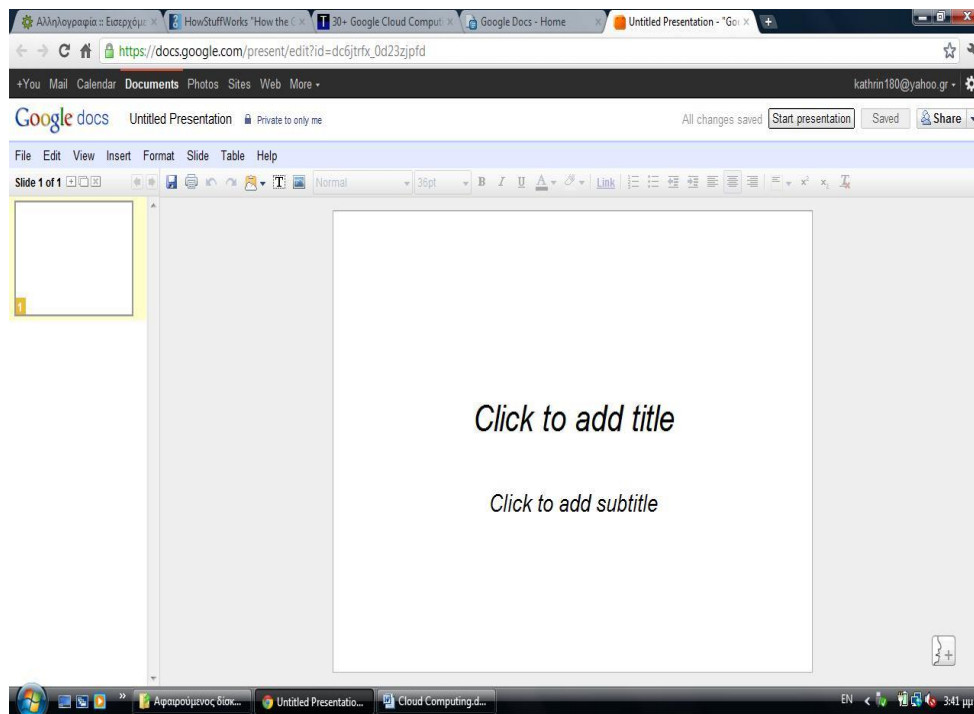 Αλληλογραφία :: Εισερχόμε
HowStuffWorks "How the G
30+ Google Cloud Computi
Google Docs - Home
Untitled Presentation - "Goo
https://docs.google.com/present/edit?id=dc6jtrfx_0d23zjpfd
+You Mail Calendar Documents Photos Sites Web More
kathrin180@yahoo.gr
Google docs Untitled Presentation Private to only me
All changes saved Start presentation Saved Share
File Edit View Insert Format Slide Table Help
Slide 1 of 1 T Normal 36pt B I U A Link x² x₁ T
1
Click to add title
Click to add subtitle
Αφαιρούμενος δίσκ... Untitled Presentatio... Cloud Computing.d... EN 3:41 μμ